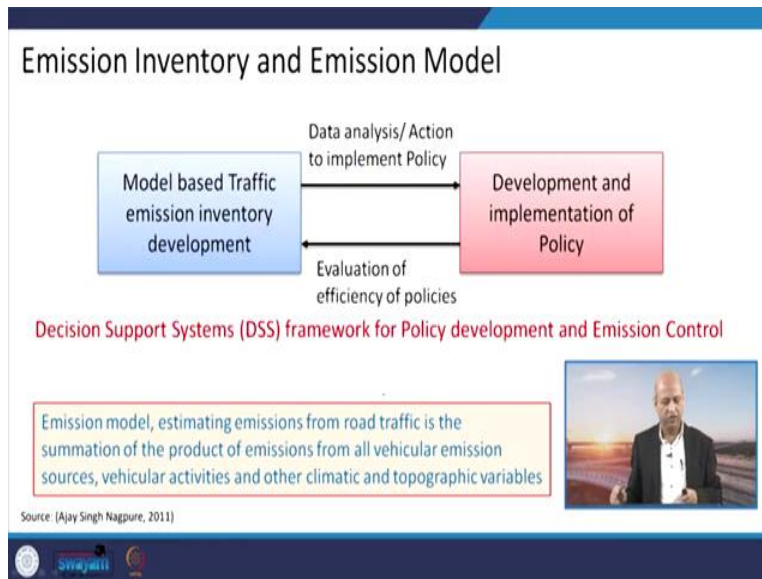 Emission Inventory and Emission Model
Data analysis/ Action
to implement Policy
Model based Traffic
emission inventory
development
Development and
implementation of
Policy
Evaluation of
efficiency of policies
Decision Support Systems (DSS) framework for Policy development and Emission Control
Emission model, estimating emissions from road traffic is the
summation of the product of emissions from all vehicular emission
sources, vehicular activities and other climatic and topographic variables
Source: (Ajay Singh Nagpure, 2011)
swayam